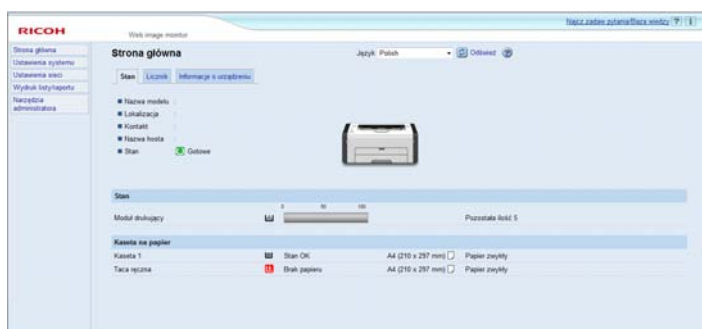 Najcz. zadaw. pytania/Baza wiedzy ?
RICOH
Web image monitor
Strona główna
Ustawienia systemu
Ustawienia sieci
Wydruk listy/raportu
Narzędzia
administratora
Strona główna
Język: Polish
Odśwież ?
Stan Licznik Informacje o urządzeniu
Nazwa modelu :
Lokalizacja :
Kontakt :
Nazwa hosta :
Stan : Gotowe
Stan
0 50 100
Moduł drukujący Pozostała ilość 5
Kaseta na papier
Kaseta 1 Stan OK A4 (210 x 297 mm) Papier zwykły
Taca ręczna Brak papieru A4 (210 x 297 mm) Papier zwykły